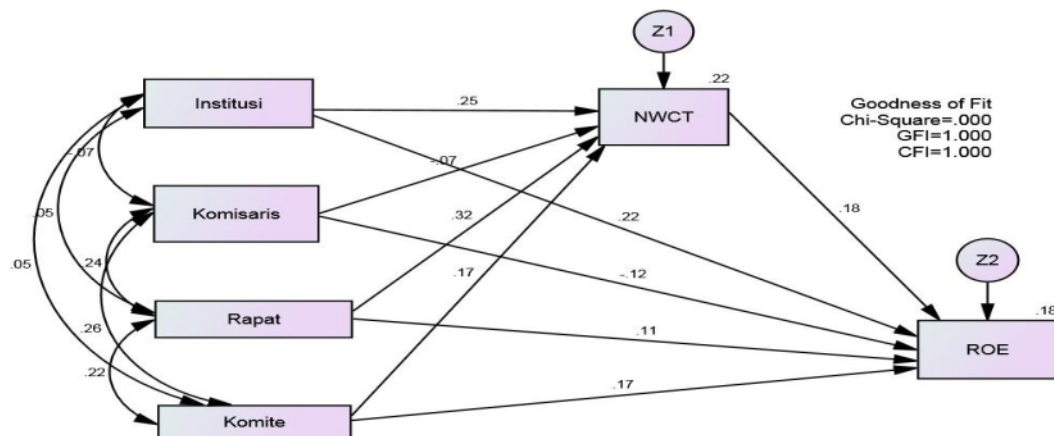 Z1
.22
Institusi
.25
NWCT
Goodness of Fit
Chi-Square=.000
GFI=1.000
CFI=1.000
-.07
-.07
Komisaris
.05
.32
.22
.18
Z2
.05
.24
.17
-.12
Rapat
.18
.26
.11
ROE
.22
.17
Komite